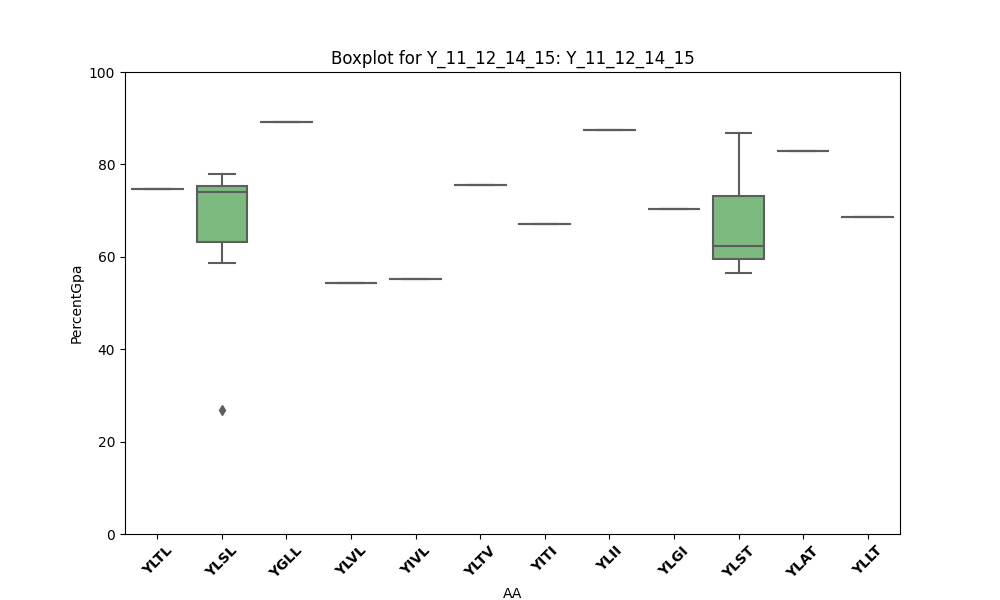 Boxplot for Y_11_12_14_15: Y_11_12_14_15
100
80
60
40
20
0
PercentGpa
YLTL
YLSL
YGLL
YLVL
YIVL
YLTV
YITI
YLII
YLGI
YLST
YLAT
YLLT
AA